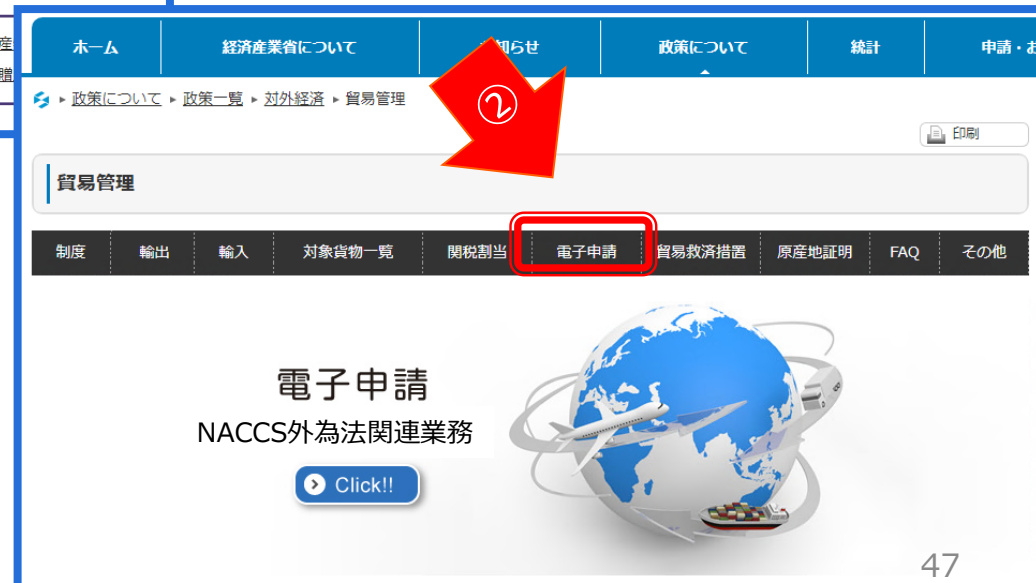 産
贈
ホーム 経済産業省について お知らせ 政策について 統計 申請・お
▸ 政策について ▸ 政策一覧 ▸ 対外経済 ▸ 貿易管理
②
印刷
貿易管理
制度 輸出 輸入 対象貨物一覧 関税割当 電子申請 貿易救済措置 原産地証明 FAQ その他
電子申請
NACCS外為法関連業務
Click!!
47